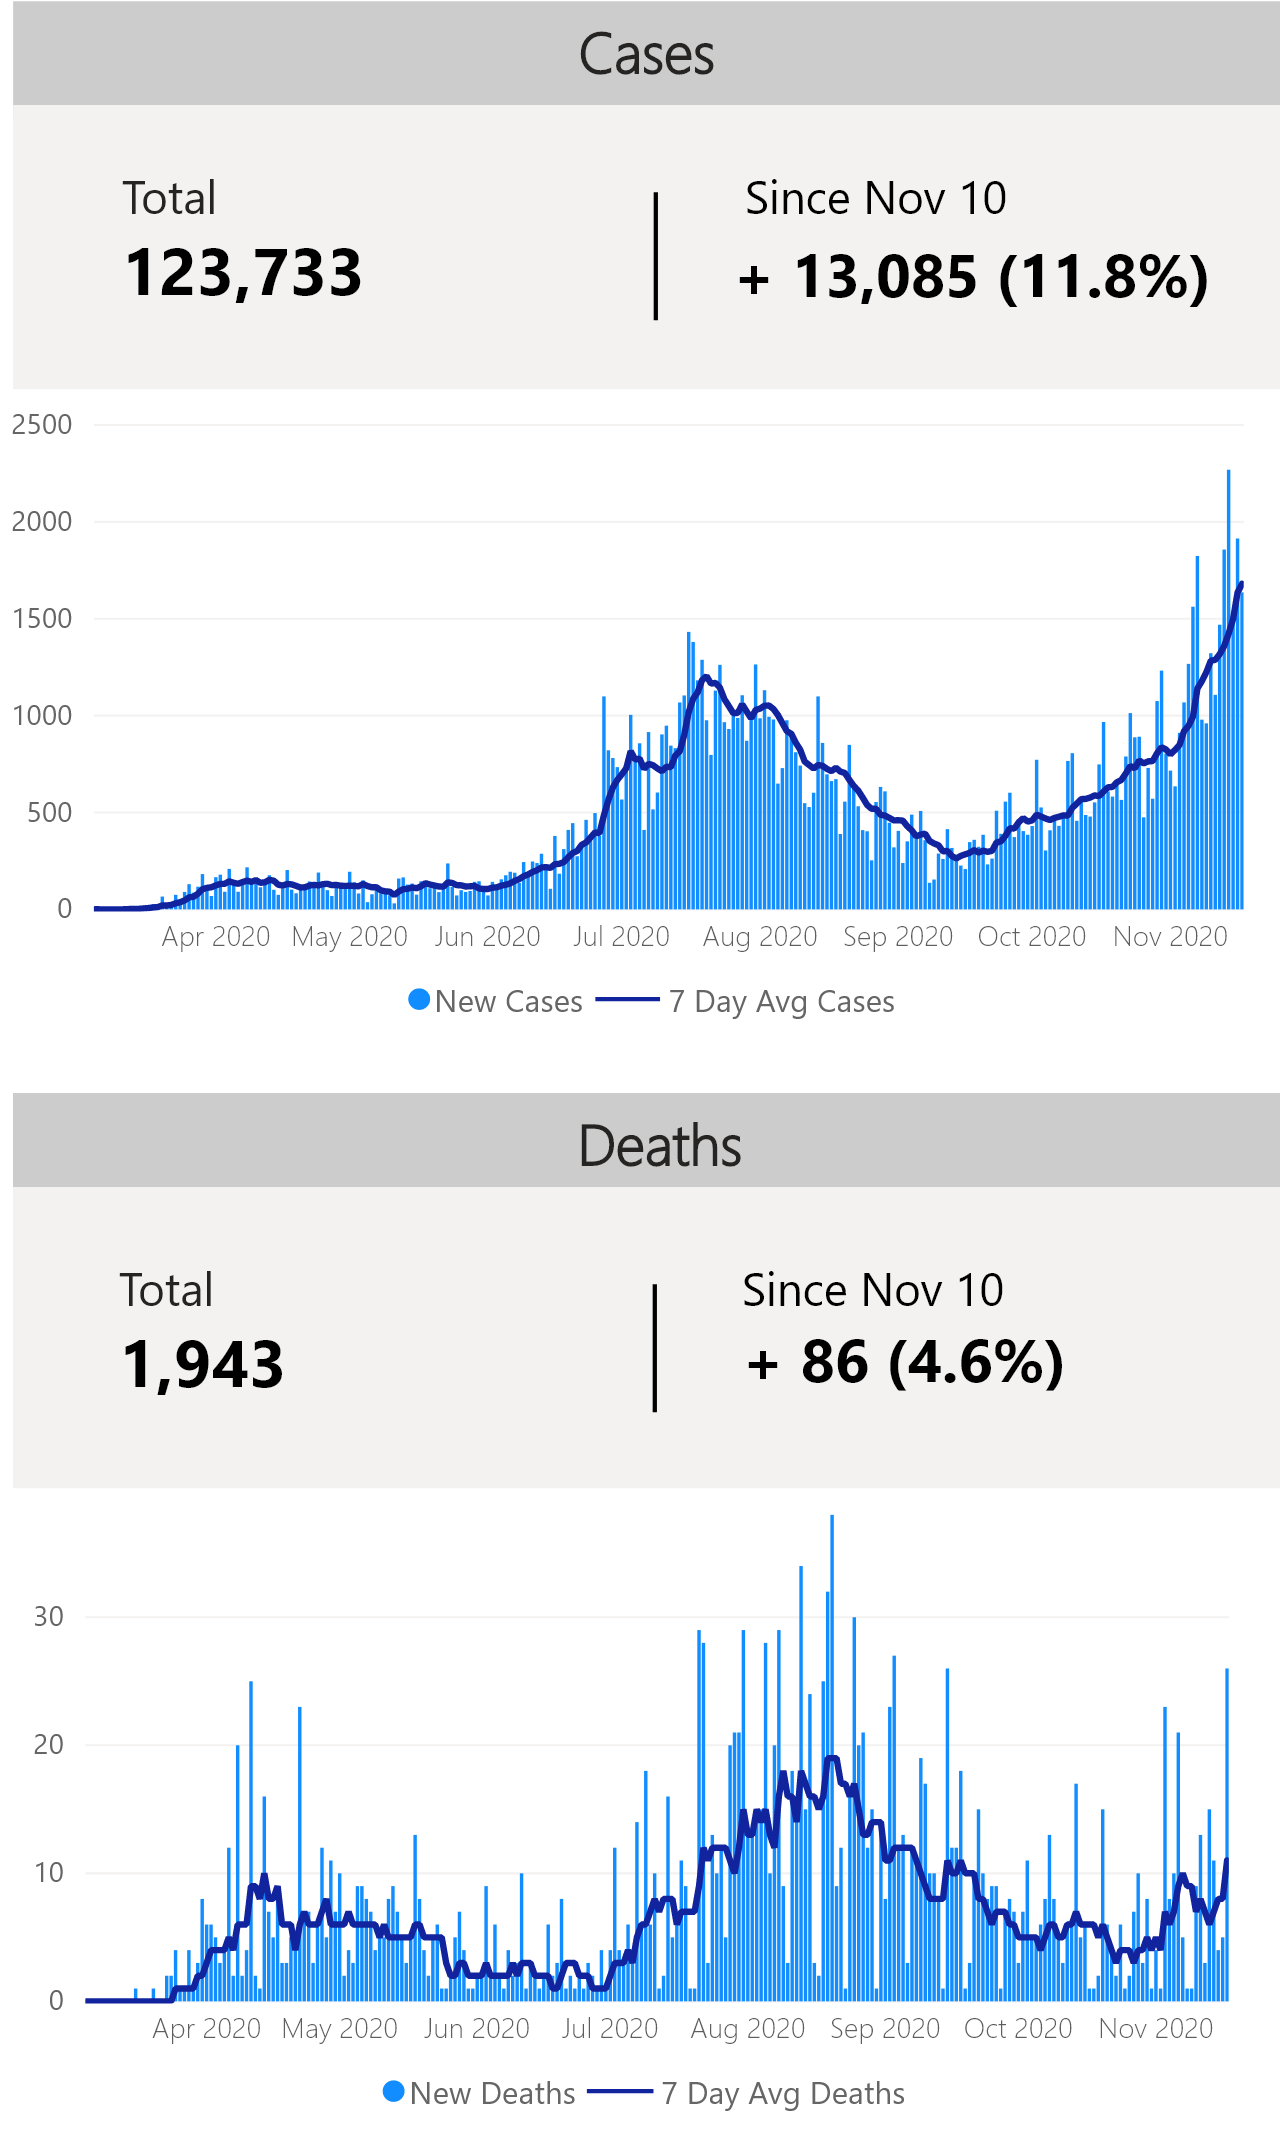 Cases
Total
Since Nov 10
123,733
+ 13,085 (11.8%)
2500
2000
1500
1000
500
0
Apr 2020 May 2020 Jun 2020 Jul 2020 Aug 2020 Sep 2020 Oct 2020 Nov 2020
New Cases 7 Day Avg Cases
Deaths
Total
Since Nov 10
1,943
+ 86 (4.6%)
30
20
10
0
Apr 2020 May 2020 Jun 2020 Jul 2020 Aug 2020 Sep 2020 Oct 2020 Nov 2020
New Deaths 7 Day Avg Deaths